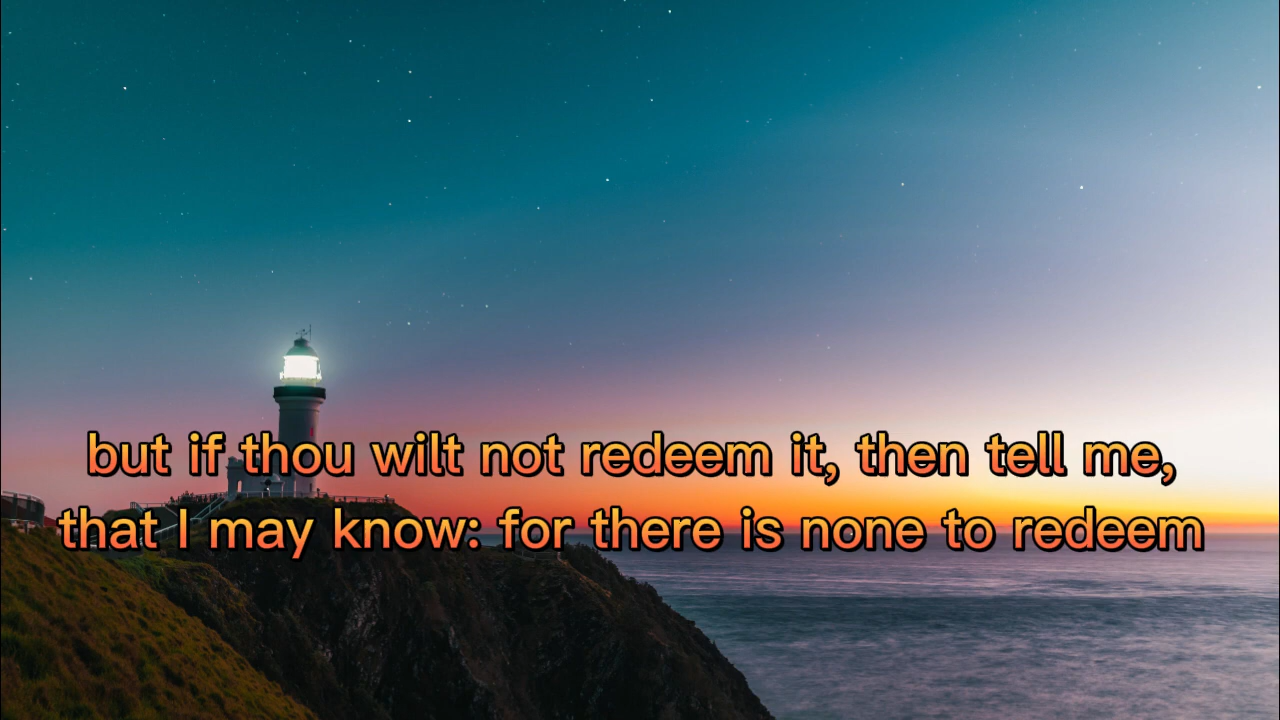 but if thou wilt not redeem it, then tell me,
that I may know: for there is none to redeem